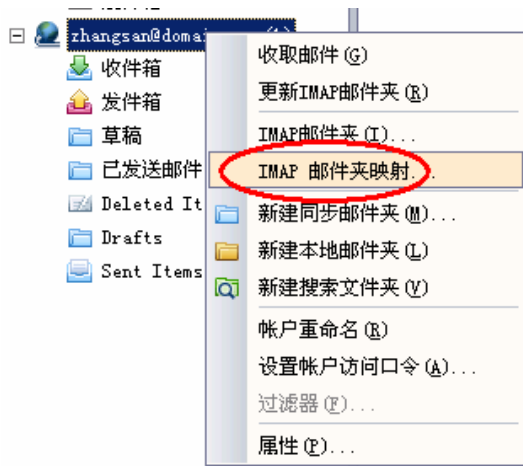 zhangsan@domai
收件箱
发件箱
草稿
已发送邮件
Deleted It
Drafts
Sent Items
收取邮件(G)
更新IMAP邮件夹(R)
IMAP邮件夹(I)...
IMAP 邮件夹映射...
新建同步邮件夹(M)...
新建本地邮件夹(L)
新建搜索文件夹(V)
帐户重命名(R)
设置帐户访问口令(A)...
过滤器(F)...
属性(P)...